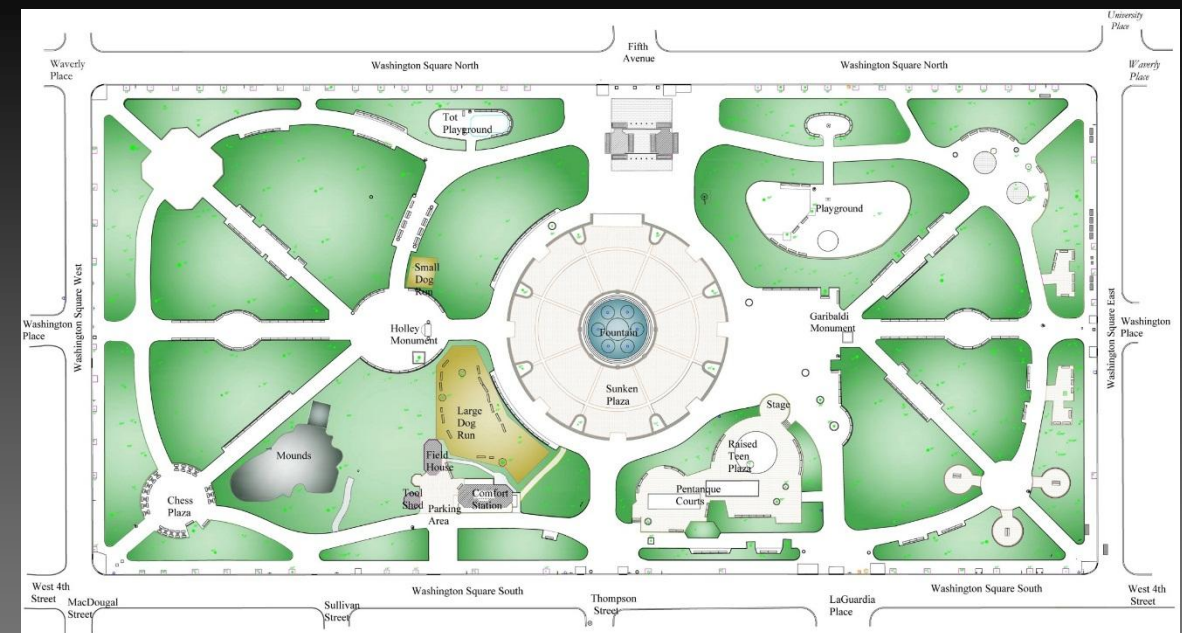 University
Place
Fifth
Avenue
Waverly
Place
Washington Square North
Washington Square North
Waverly
Place
Tot
Playground
Playground
Washington Square West
Small
Dog
Run
Washington Square East
Washington
Place
Holley
Monument
Fountain
Garibaldi
Monument
Washington
Place
Sunken
Plaza
Large
Dog
Run
Stage
Raised
Teen
Plaza
Mounds
Field
House
Chess
Plaza
Tool
Shed
Comfort
Station
Parking
Area
Pentanque
Courts
West 4th
Street
Washington Square South
Washington Square South
West 4th
Street
MacDougal
Street
Sullivan
Street
Thompson
Street
LaGuardia
Place